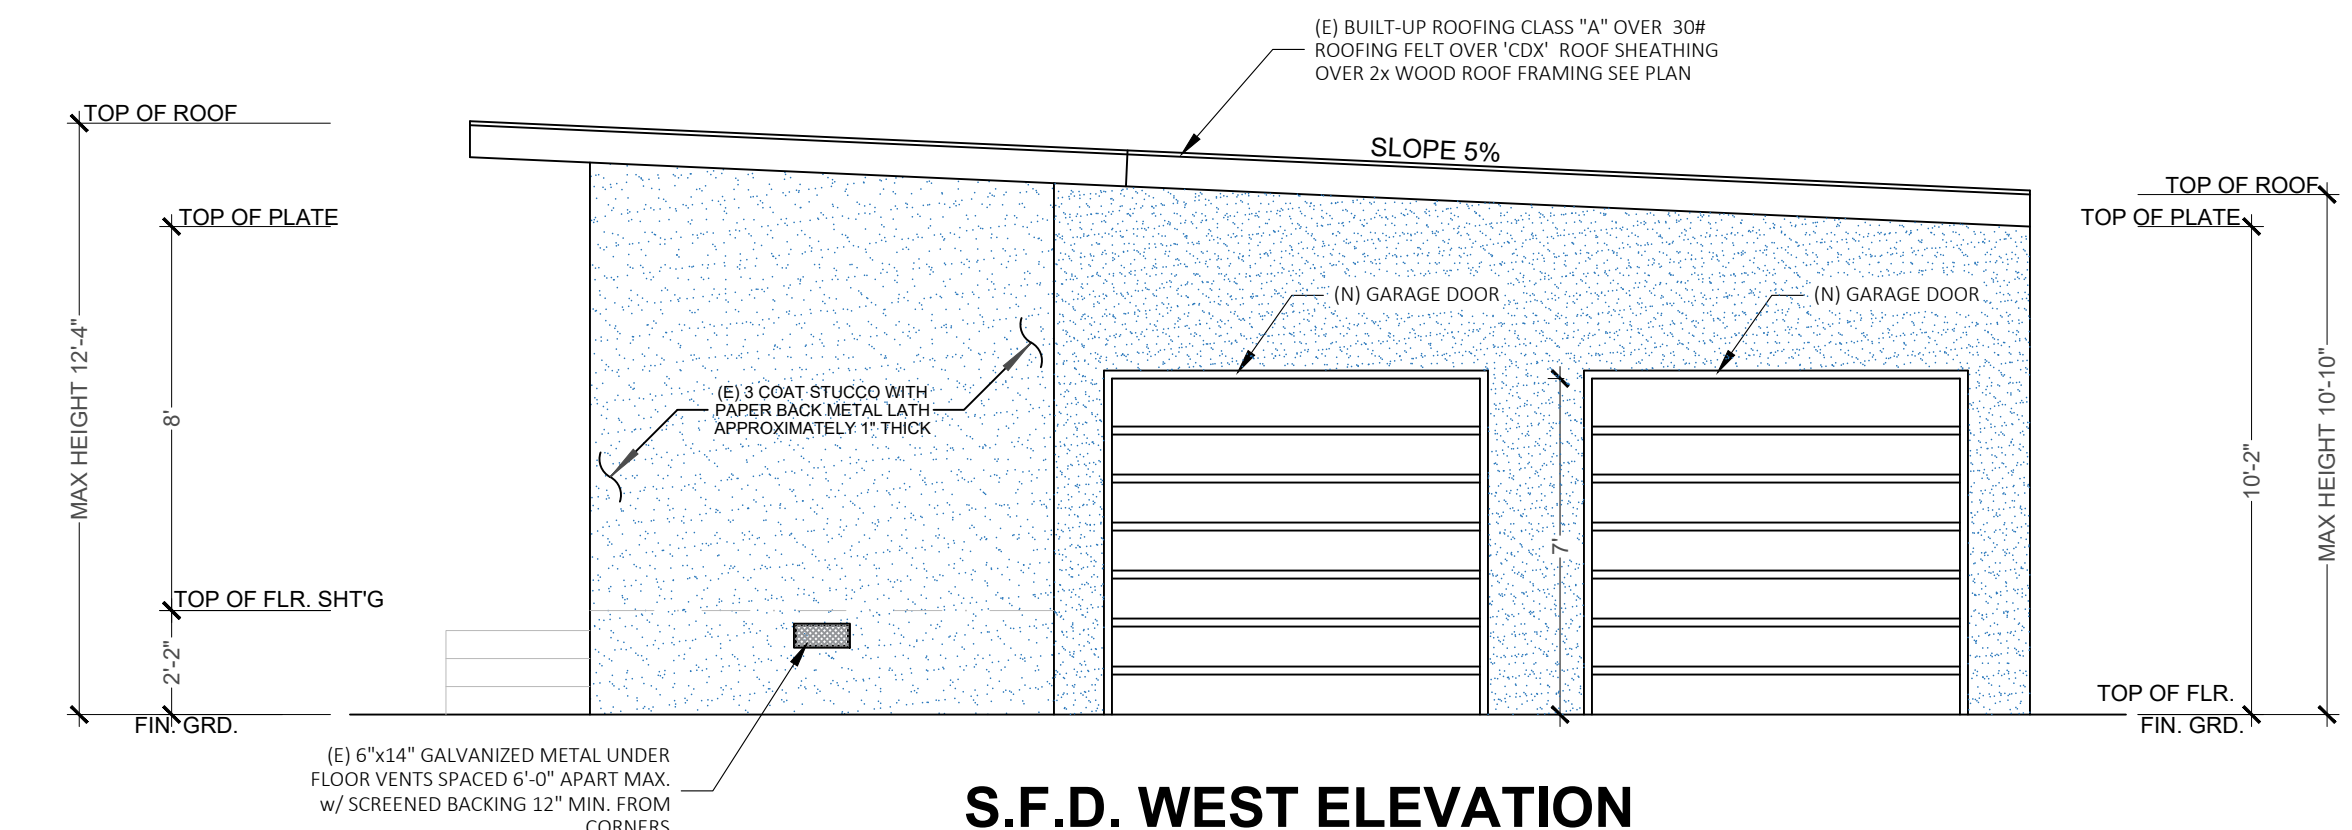 (E) BUILT-UP ROOFING CLASS "A" OVER 30#
ROOFING FELT OVER 'CDX' ROOF SHEATHING
OVER 2x WOOD ROOF FRAMING SEE PLAN
TOP OF ROOF
SLOPE 5%
TOP OF ROOF
TOP OF PLATE
TOP OF PLATE
(N) GARAGE DOOR
(N) GARAGE DOOR
MAX HEIGHT 12'-4"
8'
(E) 3 COAT STUCCO WITH
PAPER BACK METAL LATH
APPROXIMATELY 1" THICK
7'
10'-2"
MAX HEIGHT 10'-10"
TOP OF FLR. SHT'G
2'-2"
TOP OF FLR.
FIN. GRD.
FIN. GRD.
(E) 6"x14" GALVANIZED METAL UNDER
FLOOR VENTS SPACED 6'-0" APART MAX.
w/ SCREENED BACKING 12" MIN. FROM
CORNERS
S.F.D. WEST ELEVATION